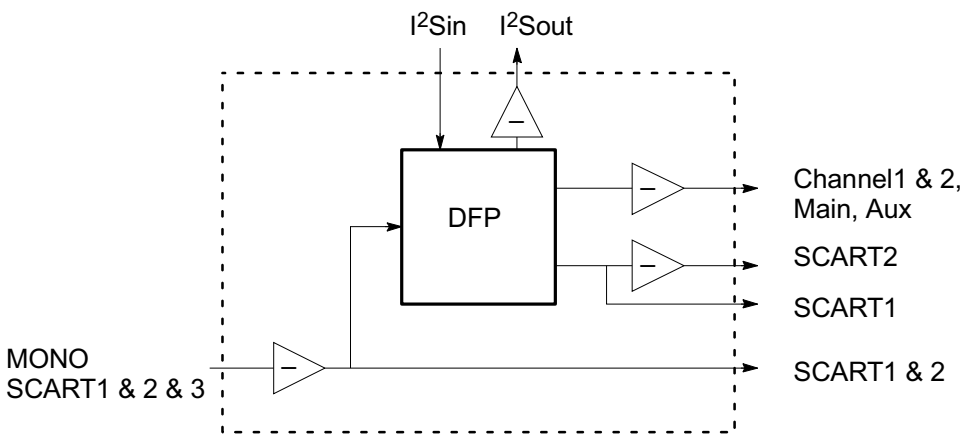 I²Sin
I²Sout
Channel1 & 2,
Main, Aux
DFP
SCART2
SCART1
MONO
SCART1 & 2 & 3
SCART1 & 2